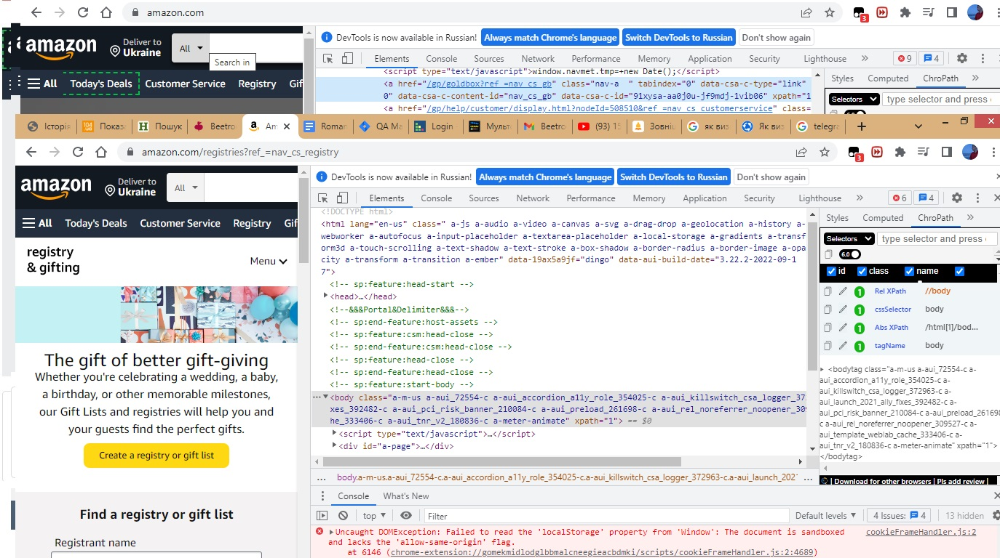 amazon.com
3
amazon
Deliver to
Ukraine
All
Search in
All
Today's Deals
Customer Service
Registry
Gif
DevTools is now available in Russian!
Always match Chrome's language
Switch DevTools to Russian
Don't show again
Elements
Console
Sources
Network
Performance
Memory
Application
Security
Lighthouse
»
9
4
<script type="text/javascript">window.navmet.tmp=+new Date();</script>
<a href="/gp/goldbox?ref_=nav_cs_gb" class="nav-a  " tabindex="0" data-csa-c-type="link"
0" data-csa-c-content-id="nav_cs_gb" data-csa-c-id="91xysa-aa0j0u-jf9mdj-1vib06" xpath="1
<a href="/gp/help/customer/display.html?nodeId=508510&ref_=nav_cs_customerservice" class=
Styles
Computed
ChroPath
»
Selectors
type selector and press e
Історія
Показ
Пошук
Beetro
Am
Roman
QA Ma
Login
Мульт
Beetro
(93) 15
Зовніш
як виз
Як виз
telegra
amazon.com/registries?ref_=nav_cs_registry
3
amazon
Deliver to
Ukraine
All
All
Today's Deals
Customer Service
Registry
Gif
registry
& gifting
Menu
The gift of better gift-giving
Whether you're celebrating a wedding, a baby,
a birthday, or other memorable milestones,
our Gift Lists and registries will help you and
your guests find the perfect gifts.
Create a registry or gift list
Find a registry or gift list
Registrant name
DevTools is now available in Russian!
Always match Chrome's language
Switch DevTools to Russian
Don't show again
Elements
Console
Sources
Network
Performance
Memory
Application
Security
Lighthouse
»
6
4
<!DOCTYPE html>
<html lang="en-us" class=" a-js a-audio a-video a-canvas a-svg a-drag-drop a-geolocation a-history a-
webworker a-autofocus a-input-placeholder a-textarea-placeholder a-local-storage a-gradients a-transf
orm3d a-touch-scrolling a-text-shadow a-text-stroke a-box-shadow a-border-radius a-border-image a-opa
city a-transform a-transition a-ember" data-19ax5a9jf="dingo" data-aui-build-date="3.22.2-2022-09-1
7">
<!-- sp:feature:head-start -->
<head>…</head>
<!--&&&Portal&Delimiter&&&-->
<!-- sp:end-feature:host-assets -->
<!-- sp:feature:csm:head-close -->
<!-- sp:end-feature:csm:head-close -->
<!-- sp:feature:head-close -->
<!-- sp:end-feature:head-close -->
<!-- sp:feature:start-body -->
<body class="a-m-us a-aui_72554-c a-aui_accordion_a11y_role_354025-c a-aui_killswitch_csa_logger_37
xes_392482-c a-aui_pci_risk_banner_210084-c a-aui_preload_261698-c a-aui_rel_noreferrer_noopener_309
he_333406-c a-aui_tnr_v2_180836-c a-meter-animate" xpath="1"> == $0
<script type="text/javascript">…</script>
<div id="a-page">…</div>
… body.a-m-us.a-aui_72554-c.a-aui_accordion_a11y_role_354025-c.a-aui_killswitch_csa_logger_372963-c.a-aui_launch_202 …
Styles
Computed
ChroPath
»
Selectors
type selector and press e
6.0
id
class
name
1 Rel XPath //body
1 cssSelector body
1 Abs XPath /html[1]/bod...
1 tagName body
<bodytag class="a-m-us a-aui_72554-c a-
aui_accordion_a11y_role_354025-c a-
aui_killswitch_csa_logger_372963-c a-
aui_launch_2021_ally_fixes_392482-c a-
aui_pci_risk_banner_210084-c a-aui_preload_261698
c a-aui_rel_noreferrer_noopener_309527-c a-
aui_template_weblab_cache_333406-c a-
aui_tnr_v2_180836-c a-meter-animate" xpath="1">
</bodytag>
| Download for other browsers | Pls add review |
Console
What's New
top
Filter
Default levels
4 Issues:
4
13 hidden
Uncaught DOMException: Failed to read the 'localStorage' property from 'Window': The document is sandboxed
and lacks the 'allow-same-origin' flag.
at 6146 (chrome-extension://gomekmidlodglbbmalcneegieacbdmki/scripts/cookieFrameHandler.js:2:4689)
cookieFrameHandler.js:2